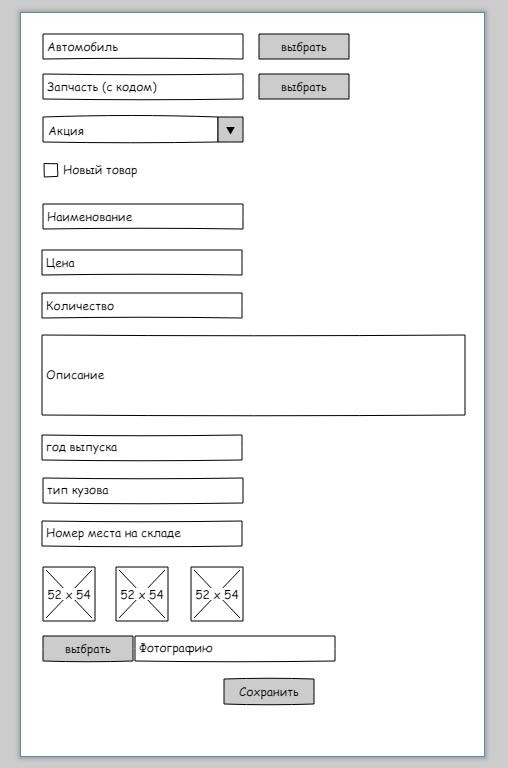 Автомобиль выбрать
Запчасть (с кодом) выбрать
Акция
Новый товар
Наименование
Цена
Количество
Описание
год выпуска
тип кузова
Номер места на складе
52 x 54 52 x 54 52 x 54
выбрать Фотографию
Сохранить